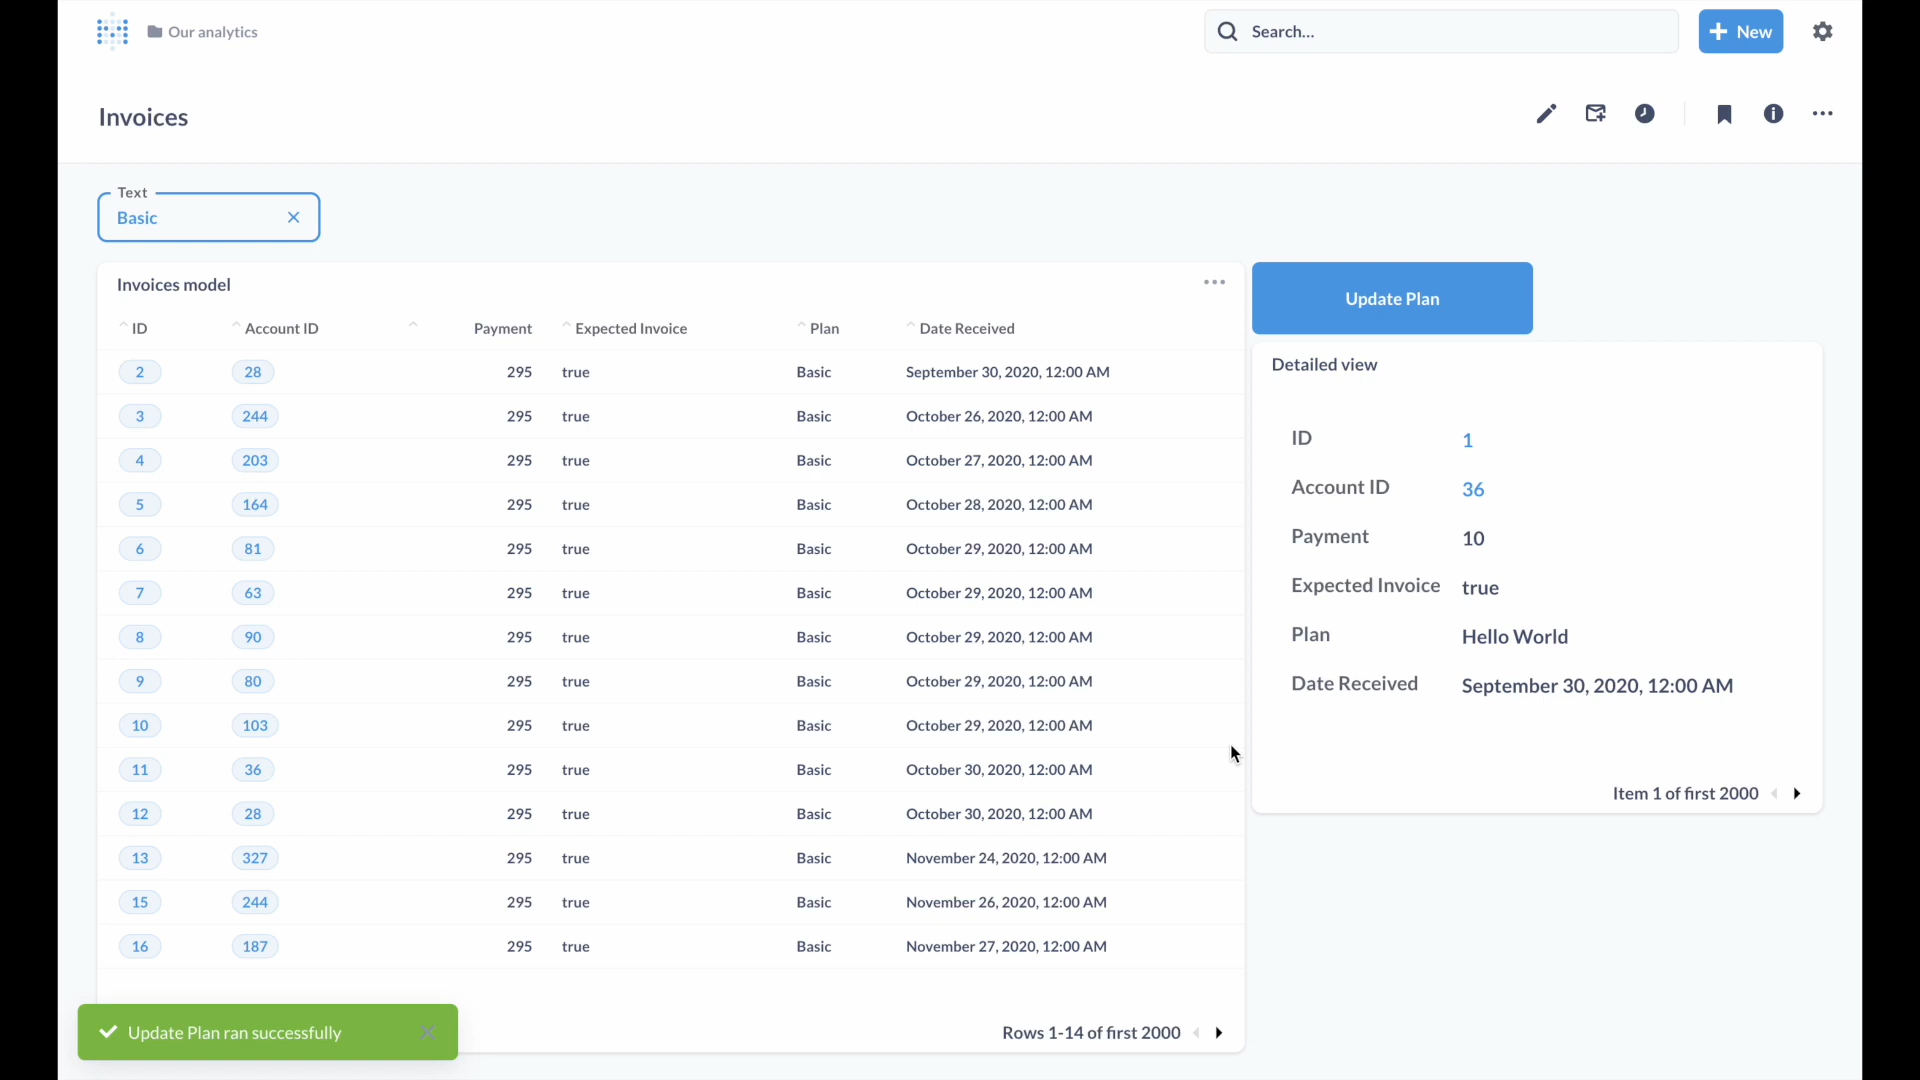 Our analytics
Search...
New
Invoices
Text
Basic
Invoices model
ID Account ID Payment Expected Invoice Plan Date Received
2 28 295 true Basic September 30, 2020, 12:00 AM
3 244 295 true Basic October 26, 2020, 12:00 AM
4 203 295 true Basic October 27, 2020, 12:00 AM
5 164 295 true Basic October 28, 2020, 12:00 AM
6 81 295 true Basic October 29, 2020, 12:00 AM
7 63 295 true Basic October 29, 2020, 12:00 AM
8 90 295 true Basic October 29, 2020, 12:00 AM
9 80 295 true Basic October 29, 2020, 12:00 AM
10 103 295 true Basic October 29, 2020, 12:00 AM
11 36 295 true Basic October 30, 2020, 12:00 AM
12 28 295 true Basic October 30, 2020, 12:00 AM
13 327 295 true Basic November 24, 2020, 12:00 AM
15 244 295 true Basic November 26, 2020, 12:00 AM
16 187 295 true Basic November 27, 2020, 12:00 AM
Rows 1-14 of first 2000
Update Plan
Detailed view
ID 1
Account ID 36
Payment 10
Expected Invoice true
Plan Hello World
Date Received September 30, 2020, 12:00 AM
Item 1 of first 2000
Update Plan ran successfully